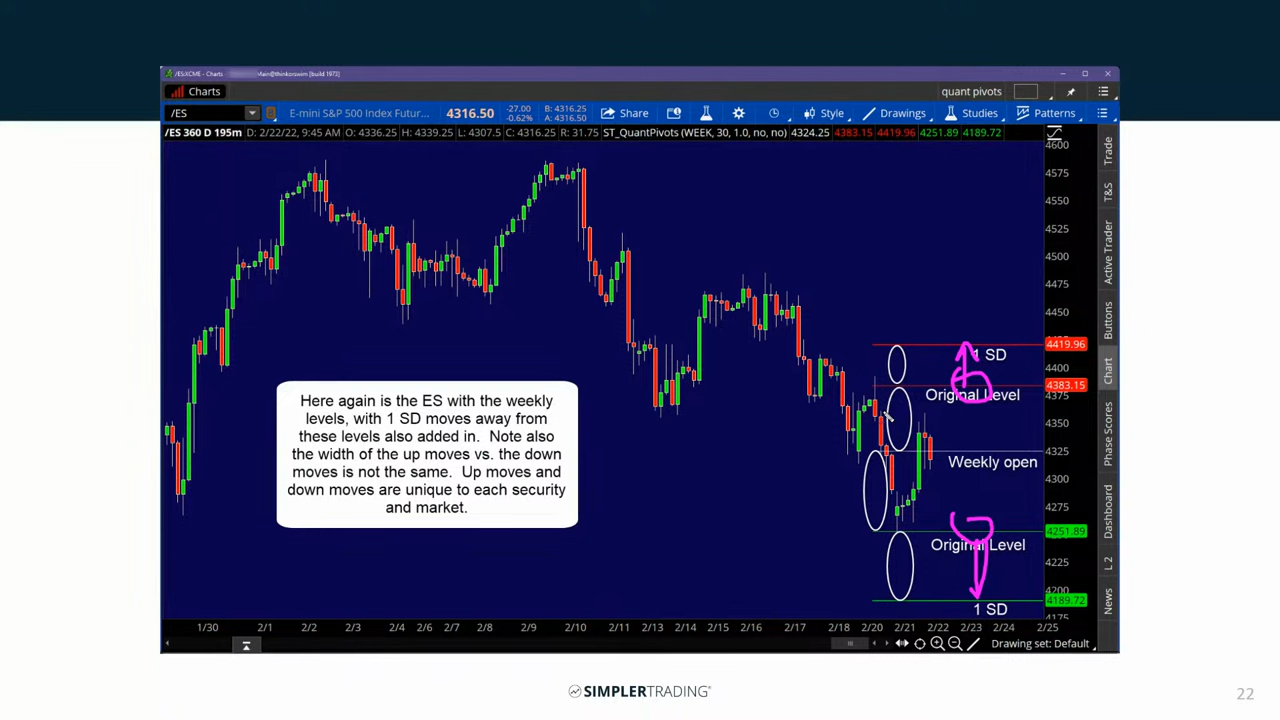 /ES:XCME - Charts - Main@thinkorswim [build 1973]
Charts
quant pivots
/ES
E-mini S&P 500 Index Futur...
4316.50
-27.00
-0.62%
B: 4316.25
A: 4316.50
Share
Style
Drawings
Studies
Patterns
/ES 360 D 195m D: 2/22/22, 9:45 AM O: 4336.25 H: 4339.25 L: 4307.5 C: 4316.25 R: 31.75 ST_QuantPivots (WEEK, 30, 1.0, no, no) 4324.25 4383.15 4419.96 4251.89 4189.72
4600
4575
4550
4525
4500
4475
4450
4419.96
1 SD
4400
4383.15
4375
Original Level
4350
4325
Weekly open
4300
4275
4251.89
Original Level
4225
4200
4189.72
1 SD
4175
Here again is the ES with the weekly
levels, with 1 SD moves away from
these levels also added in. Note also
the width of the up moves vs. the down
moves is not the same. Up moves and
down moves are unique to each security
and market.
Trade
T&S
Active Trader
Buttons
Chart
Phase Scores
Dashboard
L 2
News
1/30 2/1 2/2 2/3 2/4 2/6 2/7 2/8 2/9 2/10 2/11 2/13 2/14 2/15 2/16 2/17 2/18 2/20 2/21 2/22 2/23 2/24 2/25
Drawing set: Default
SIMPLERTRADING®
22